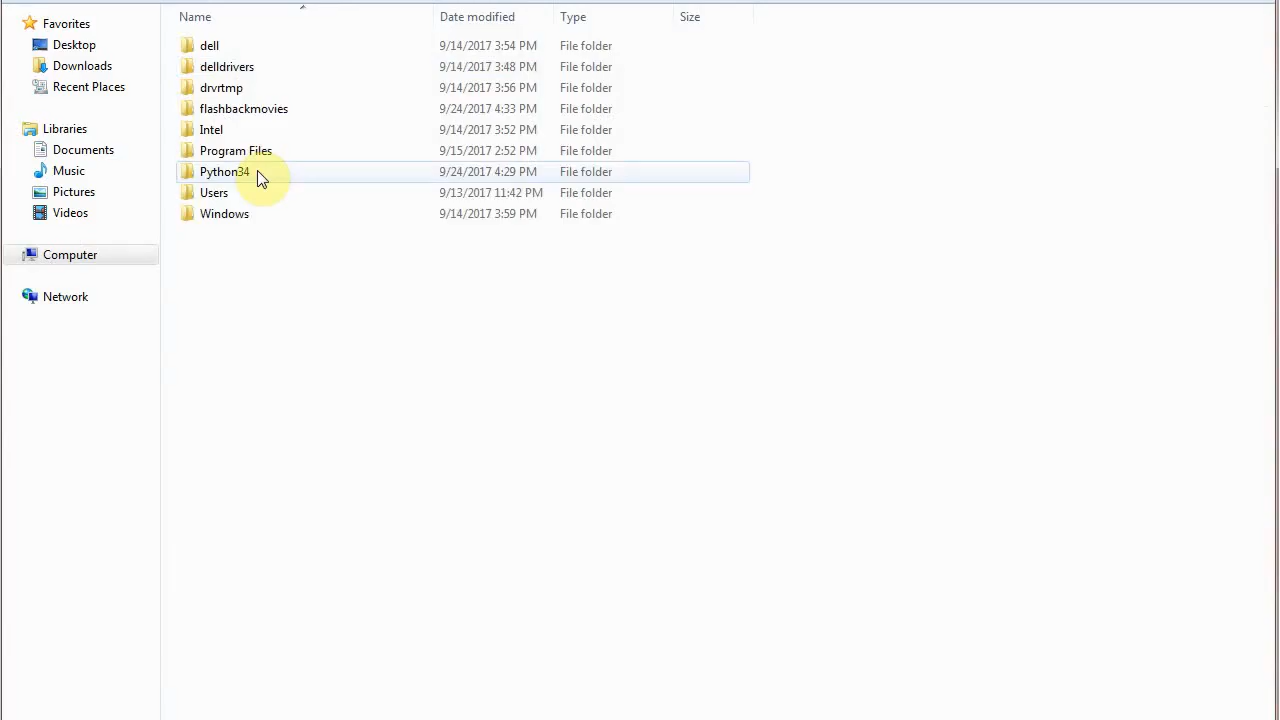 Favorites
Desktop
Downloads
Recent Places
Libraries
Documents
Music
Pictures
Videos
Computer
Network
Name Date modified Type Size
dell 9/14/2017 3:54 PM File folder
delldrivers 9/14/2017 3:48 PM File folder
drvrtmp 9/14/2017 3:56 PM File folder
flashbackmovies 9/24/2017 4:33 PM File folder
Intel 9/14/2017 3:52 PM File folder
Program Files 9/15/2017 2:52 PM File folder
Python34 9/24/2017 4:29 PM File folder
Users 9/13/2017 11:42 PM File folder
Windows 9/14/2017 3:59 PM File folder